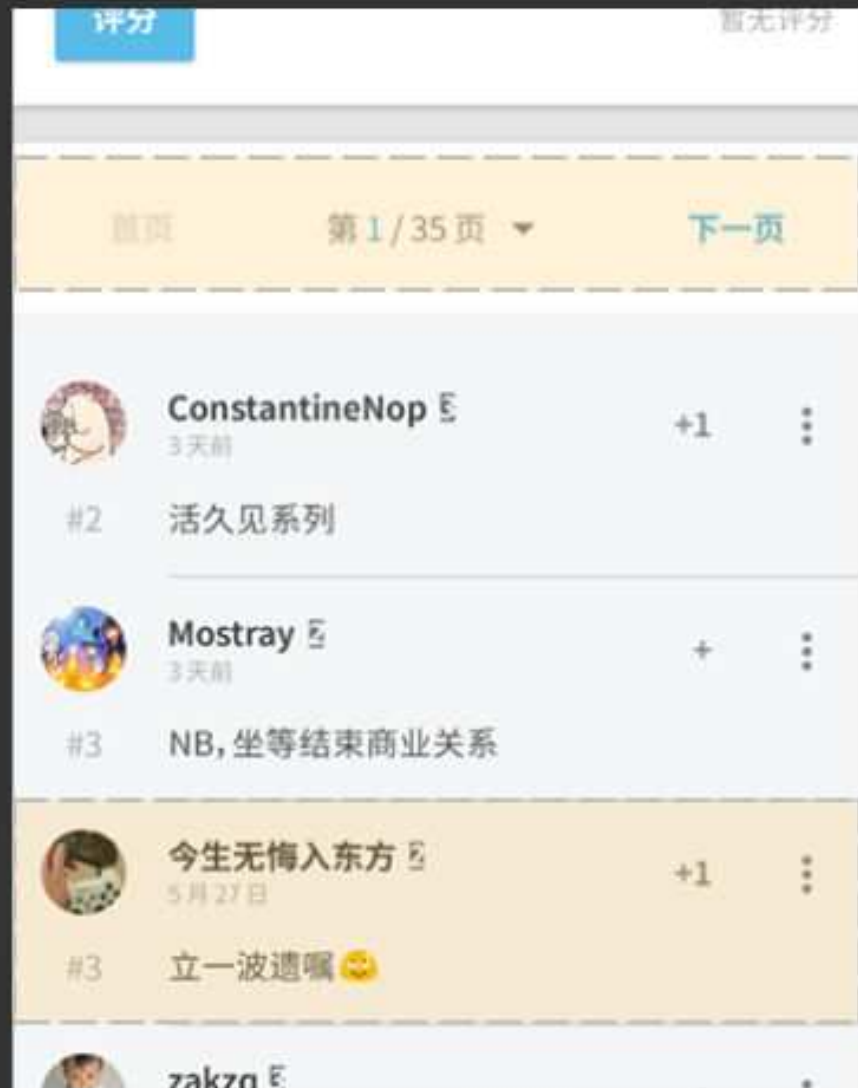 评分 暂无评分
首页 第 1 / 35 页 下一页
ConstantineNop +1
3 天前
#2 活久见系列
Mostray +
3 天前
#3 NB, 坐等结束商业关系
今生无悔入东方 +1
5 月 27 日
#3 立一波遗嘱😊
zakzq